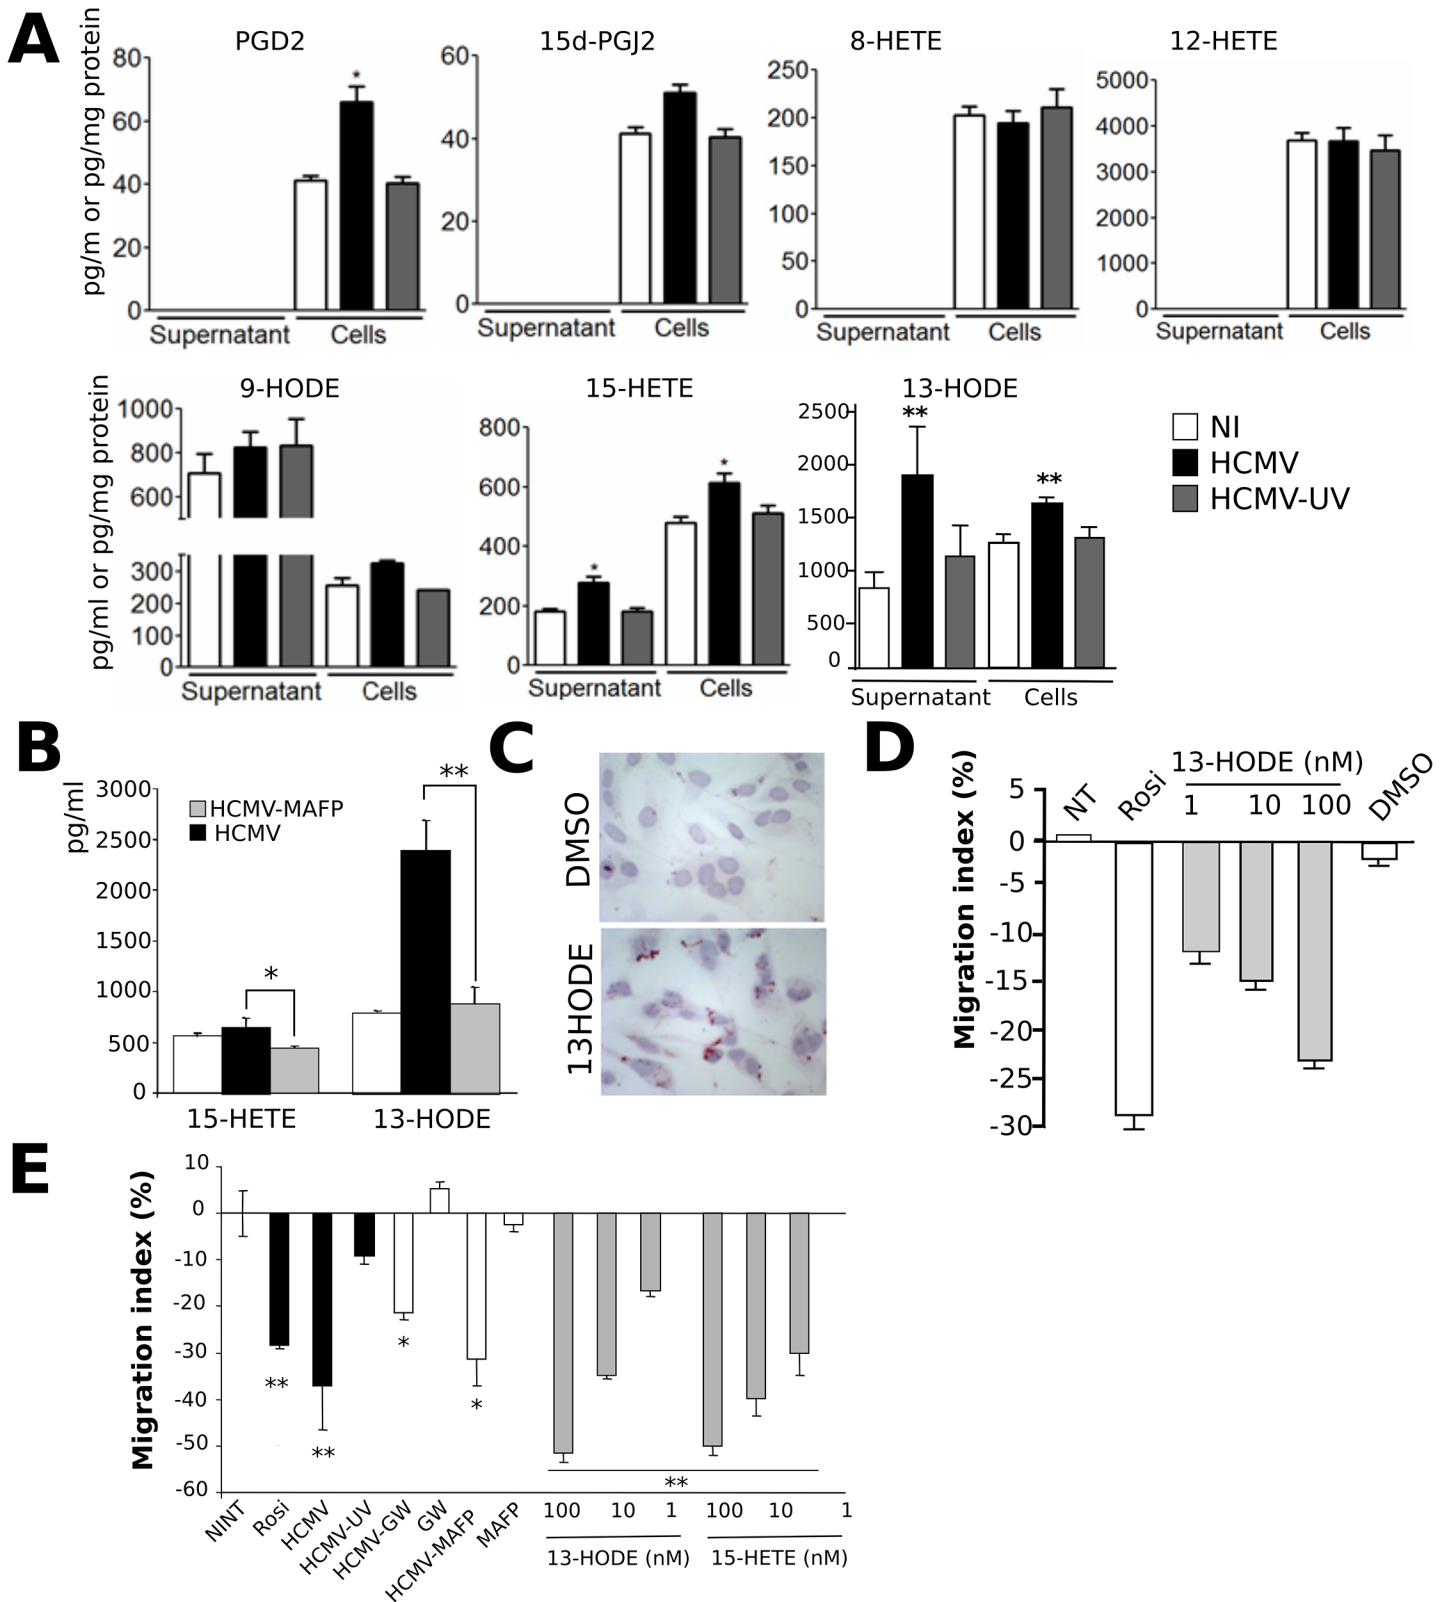 A
PGD2
15d-PGJ2
8-HETE
12-HETE
pg/m or pg/mg protein
80
60
40
20
0
*
Supernatant Cells
60
40
20
0
Supernatant Cells
250
200
150
100
50
0
Supernatant Cells
5000
4000
3000
2000
1000
0
Supernatant Cells
9-HODE
15-HETE
13-HODE
pg/ml or pg/mg protein
1000
800
600
300
200
100
0
Supernatant Cells
800
600
400
200
0
*
*
Supernatant Cells
2500
2000
1500
1000
500
0
**
**
Supernatant Cells
NI
HCMV
HCMV-UV
B
pg/ml
3000
2500
2000
1500
1000
500
0
HCMV-MAFP
HCMV
*
**
15-HETE
13-HODE
C
DMSO
13HODE
D
Migration index (%)
5
0
-5
-10
-15
-20
-25
-30
NT
Rosi
13-HODE (nM)
1 10 100
DMSO
E
Migration index (%)
10
0
-10
-20
-30
-40
-50
-60
**
**
*
*
**
NINT
Rosi
HCMV
HCMV-UV
HCMV-GW
GW
HCMV-MAFP
MAFP
100 10 1
13-HODE (nM)
100 10 1
15-HETE (nM)